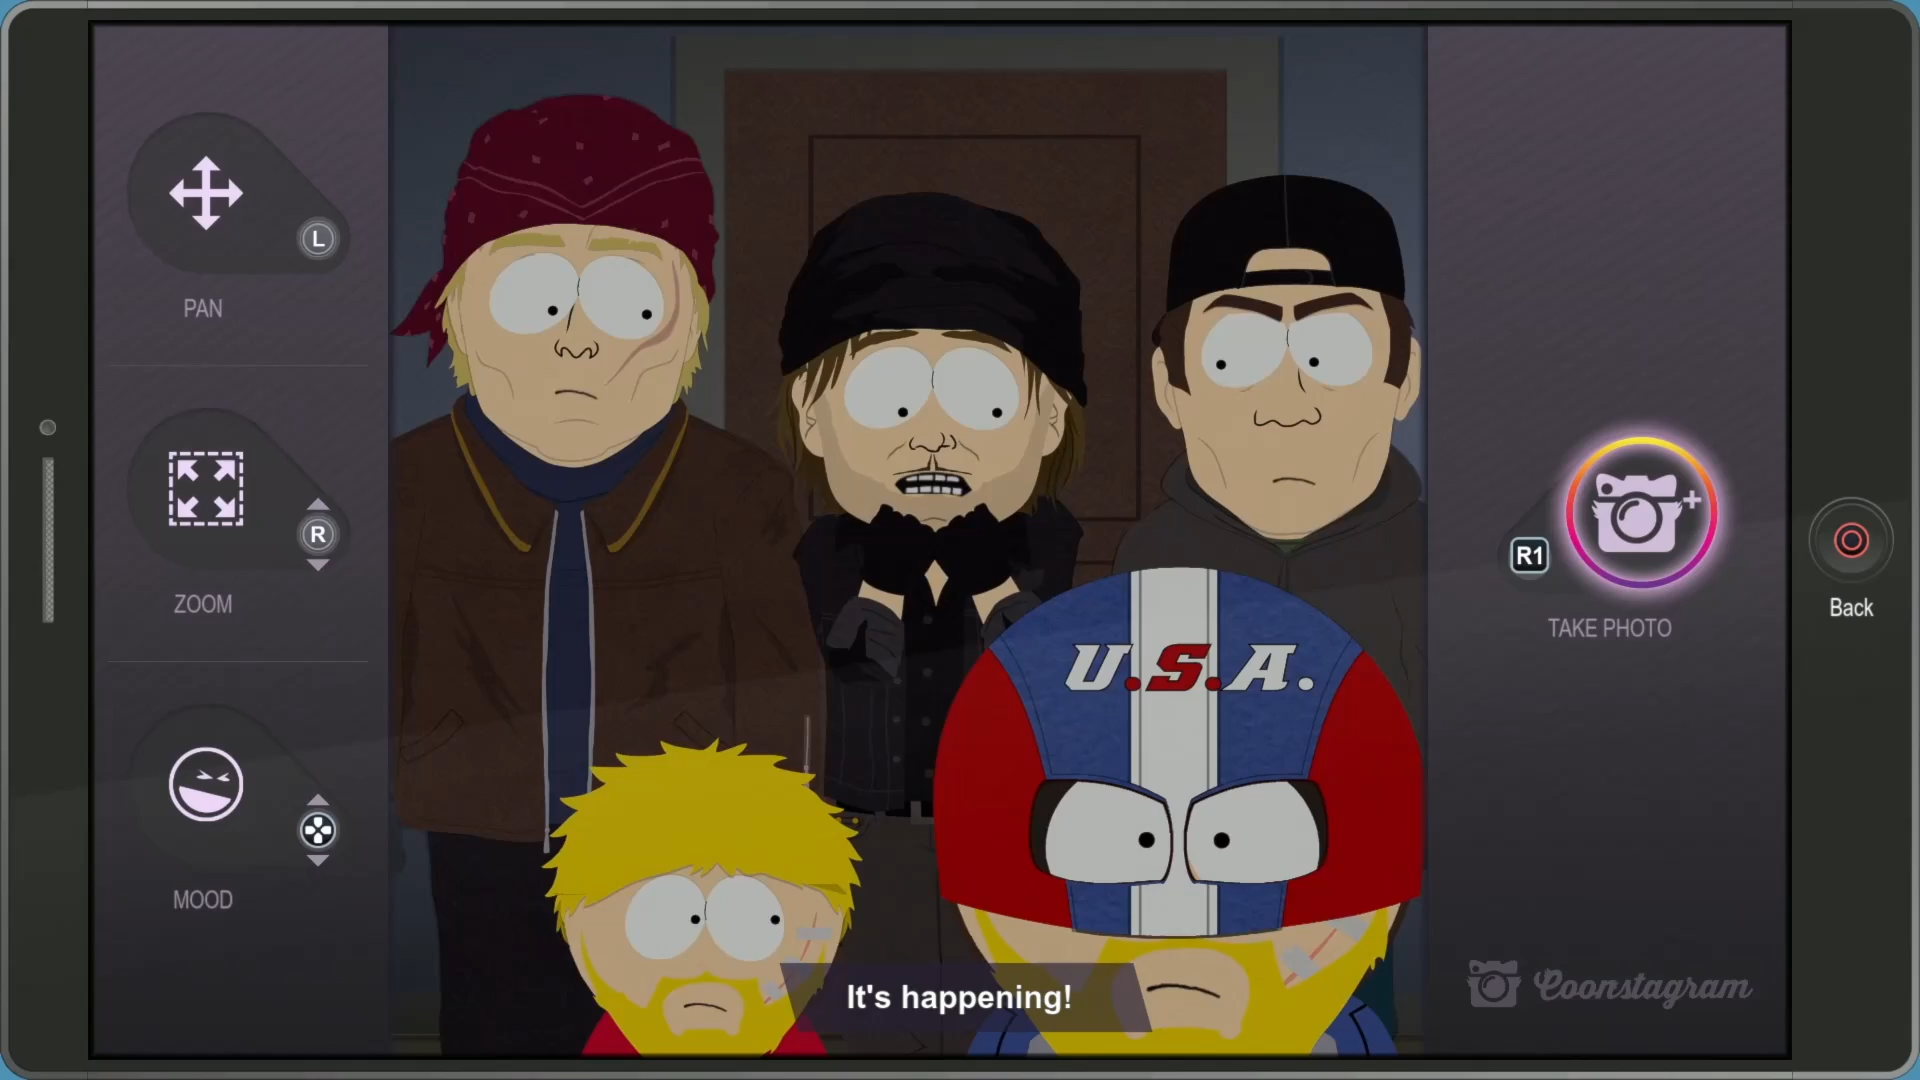 L
PAN
R
ZOOM
MOOD
U.S.A.
R1
TAKE PHOTO
Back
It's happening!
Coonstagram